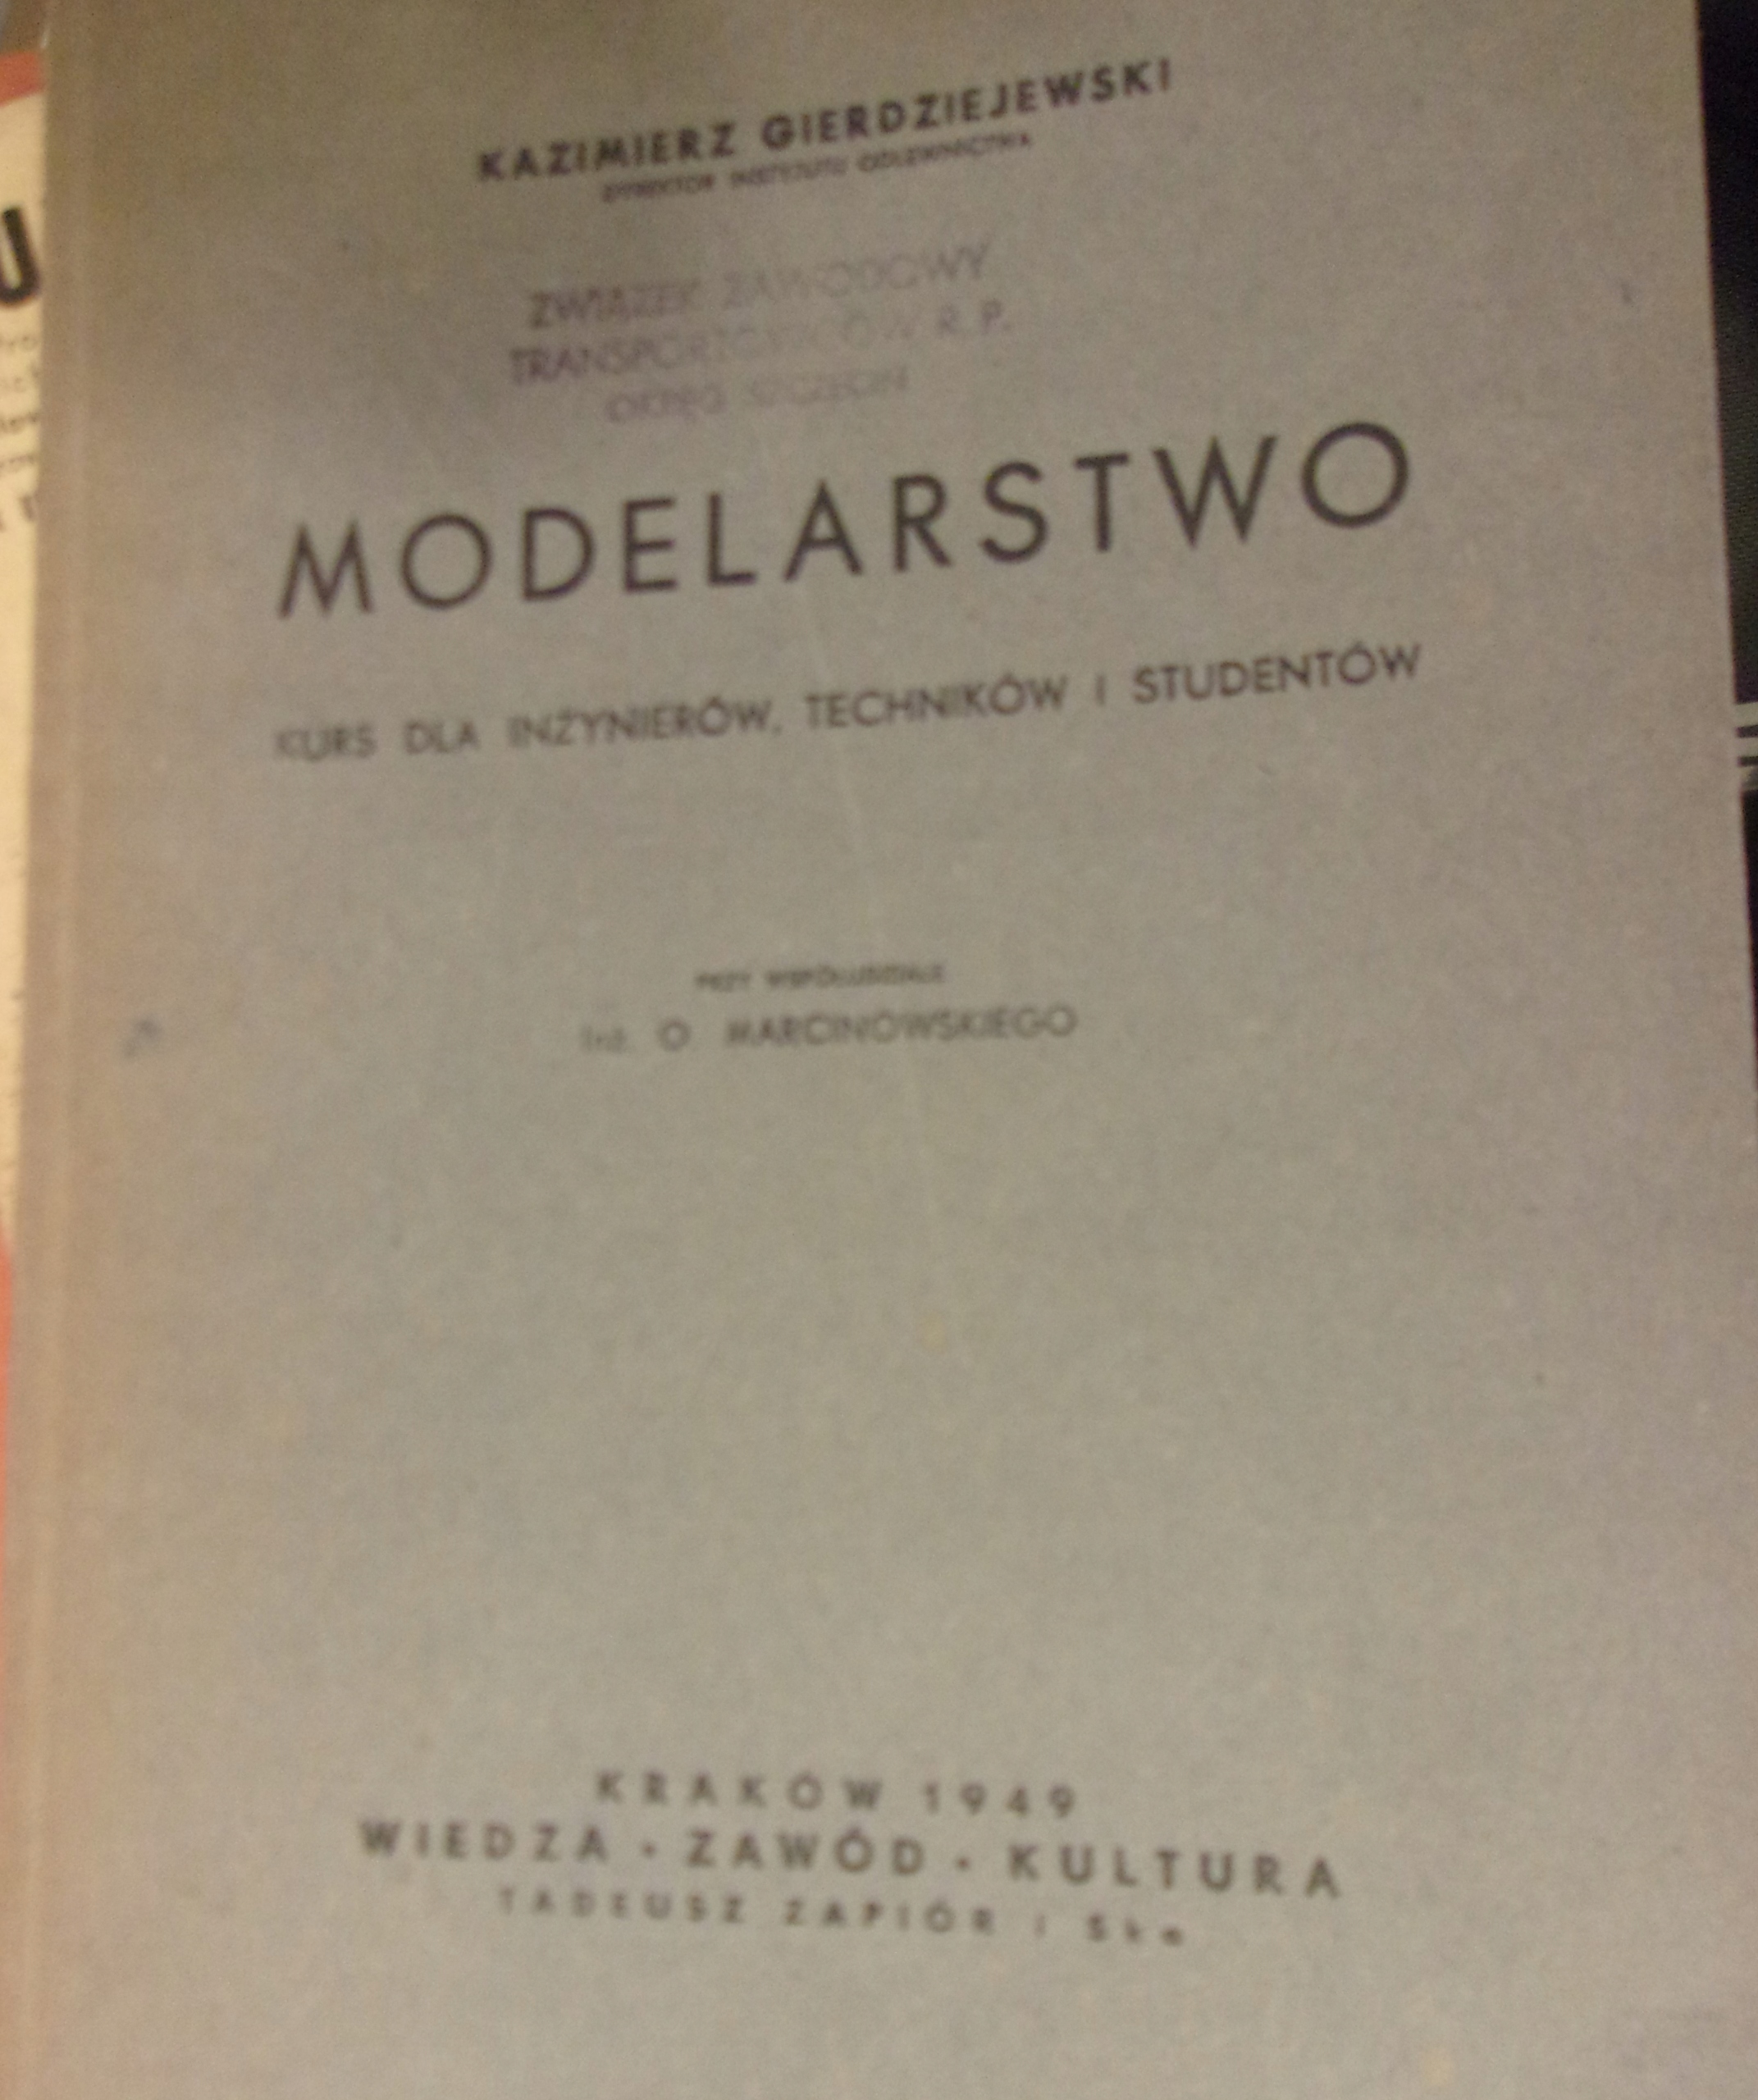 KAZIMIERZ GIERDZIEJEWSKI
DYREKTOR INSTYTUTU ODLEWNICTWA
ZWIĄZEK ZAWODOWY
TRANSPORTOWCÓW R. P.
OKRĘG SZCZECIN
MODELARSTWO
KURS DLA INŻYNIERÓW, TECHNIKÓW I STUDENTÓW
PRZY WSPÓŁUDZIALE
Inż. O MARCINOWSKIEGO
KRAKÓW 1949
WIEDZA • ZAWÓD • KULTURA
TADEUSZ ZAPIÓR i Ska
U